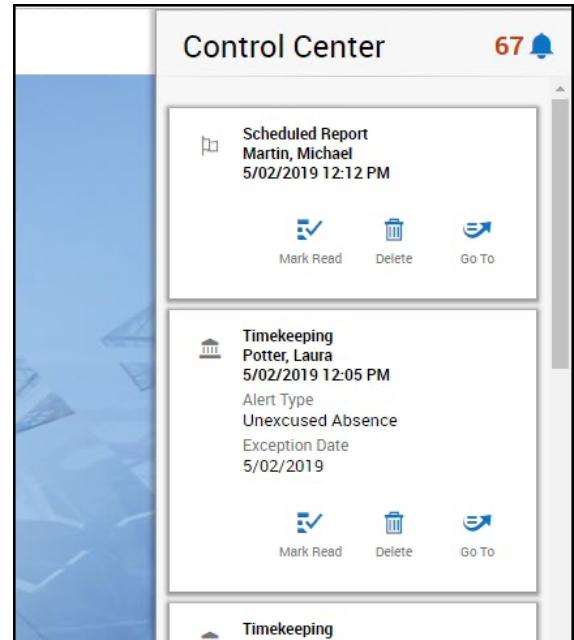 Control Center 67
Scheduled Report
Martin, Michael
5/02/2019 12:12 PM
Mark Read Delete Go To
Timekeeping
Potter, Laura
5/02/2019 12:05 PM
Alert Type
Unexcused Absence
Exception Date
5/02/2019
Mark Read Delete Go To
Timekeeping